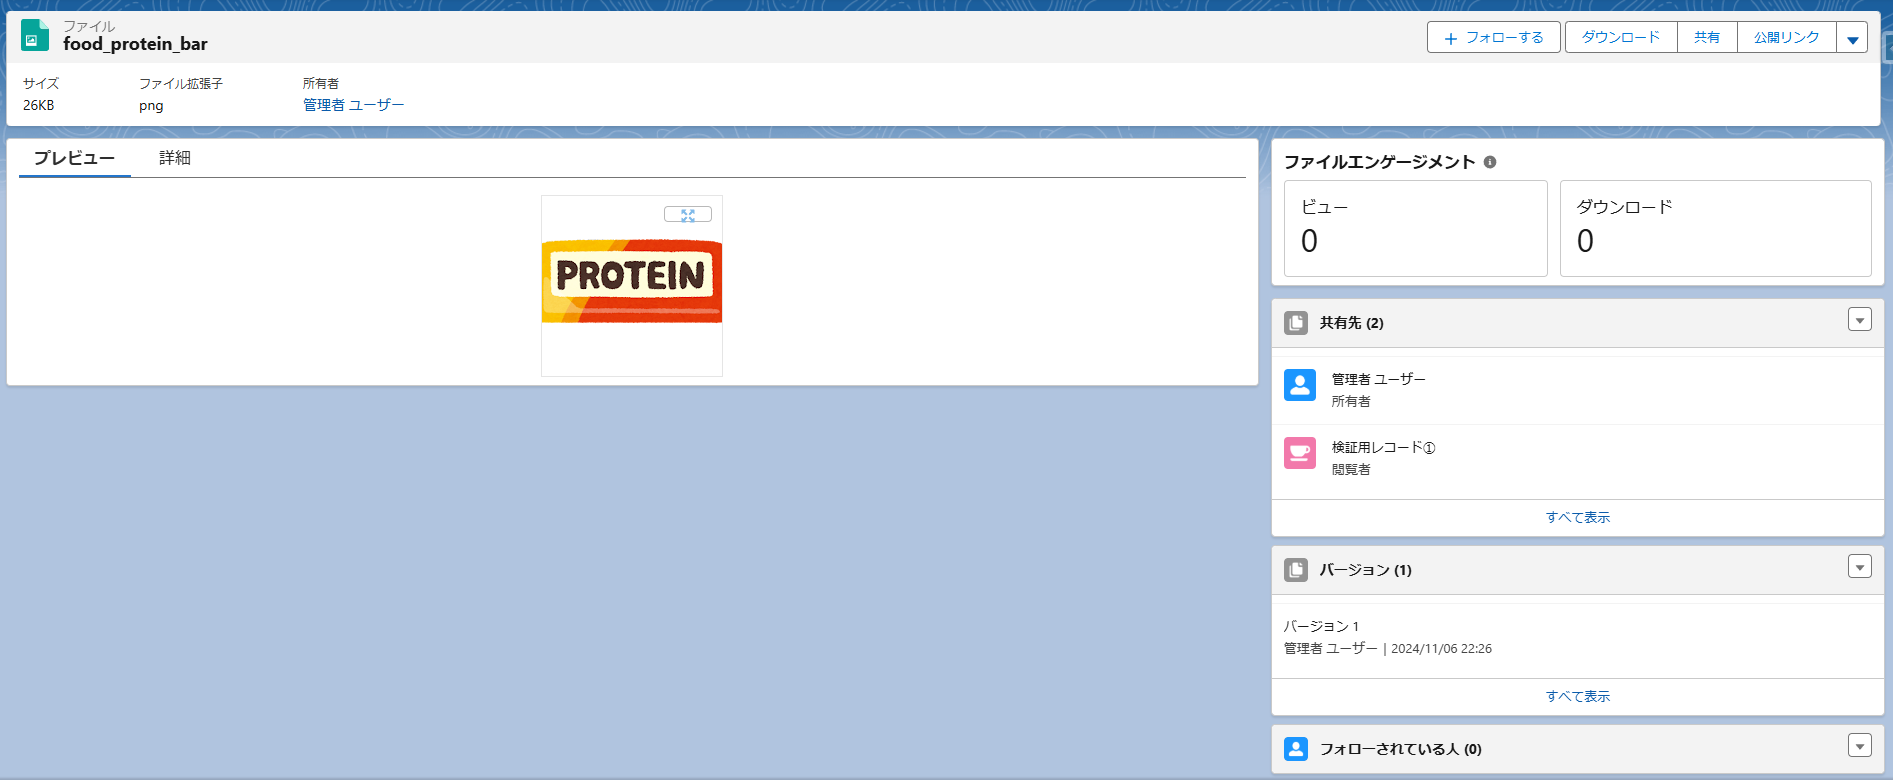 ファイル
food_protein_bar
フォローする
ダウンロード
共有
公開リンク
サイズ
26KB
ファイル拡張子
png
所有者
管理者 ユーザー
プレビュー
詳細
PROTEIN
ファイルエンゲージメント
ビュー
0
ダウンロード
0
共有先 (2)
管理者 ユーザー
所有者
検証用レコード①
閲覧者
すべて表示
バージョン (1)
バージョン 1
管理者 ユーザー | 2024/11/06 22:26
すべて表示
フォローされている人 (0)